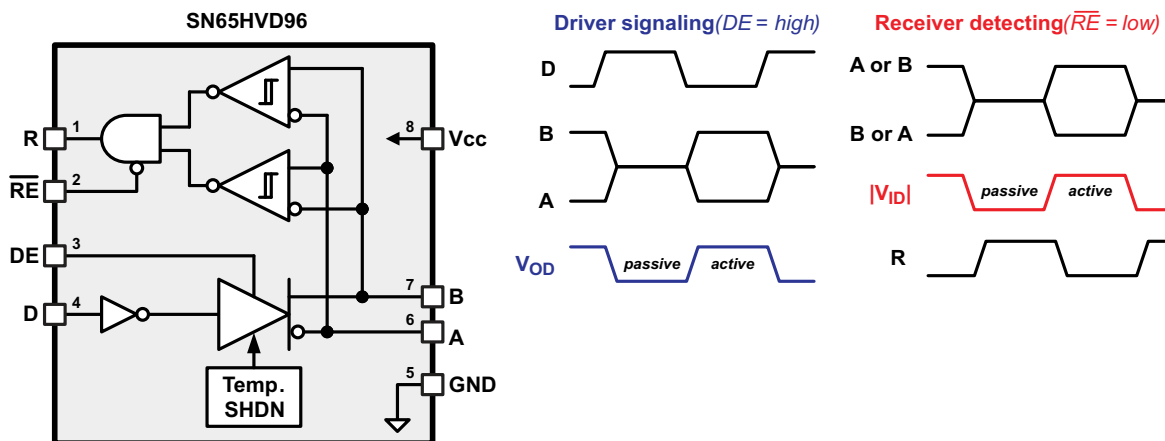 SN65HVD96
R
1
RE
2
DE
3
D
4
8
Vcc
7
B
6
A
5
GND
Temp.
SHDN
Driver signaling(DE = high)
D
B
A
VOD
passive
active
Receiver detecting(RE = low)
A or B
B or A
|VID|
passive
active
R